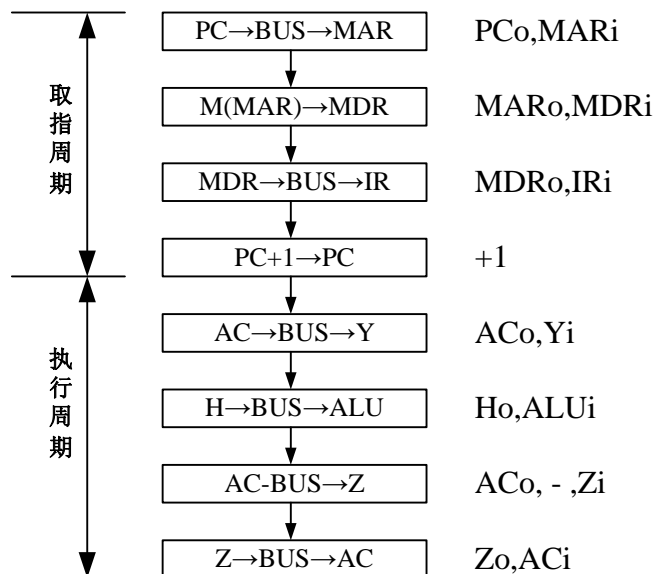 取指周期
PC→BUS→MAR PCo,MARi
M(MAR)→MDR MARo,MDRi
MDR→BUS→IR MDRo,IRi
PC+1→PC +1
执行周期
AC→BUS→Y ACo,Yi
H→BUS→ALU Ho,ALUi
AC-BUS→Z ACo, - ,Zi
Z→BUS→AC Zo,ACi